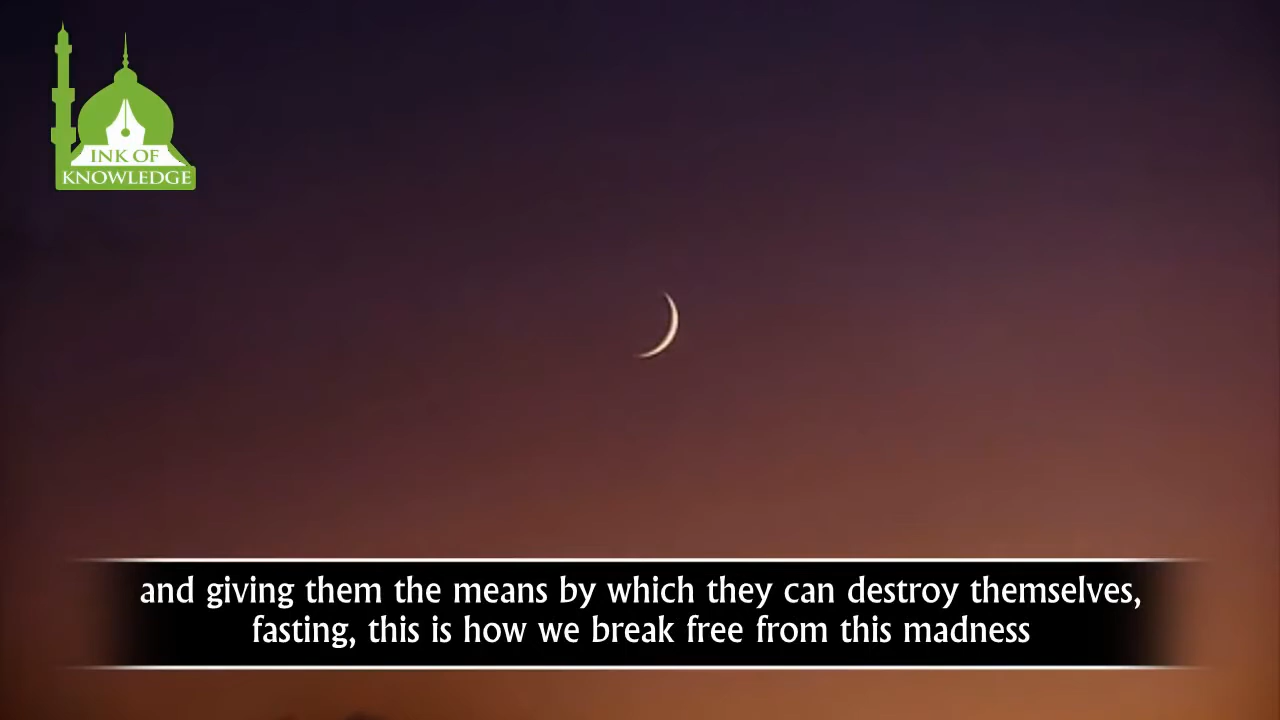 INK OF
KNOWLEDGE
and giving them the means by which they can destroy themselves,
fasting, this is how we break free from this madness